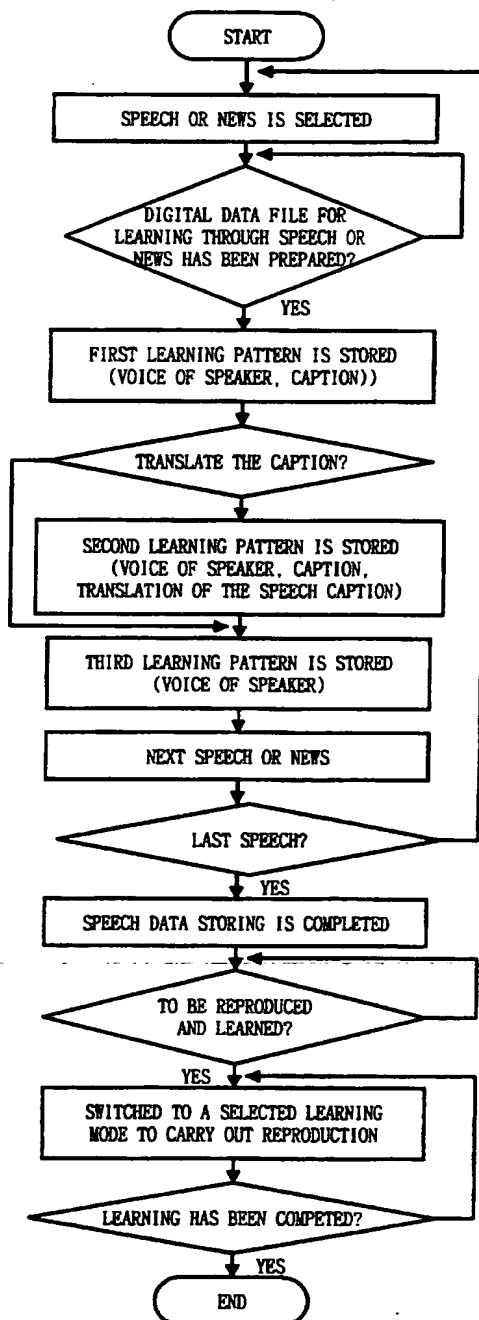 START
SPEECH OR NEWS IS SELECTED
DIGITAL DATA FILE FOR
LEARNING THROUGH SPEECH OR
NEWS HAS BEEN PREPARED?
YES
FIRST LEARNING PATTERN IS STORED
(VOICE OF SPEAKER, CAPTION))
TRANSLATE THE CAPTION?
SECOND LEARNING PATTERN IS STORED
(VOICE OF SPEAKER, CAPTION,
TRANSLATION OF THE SPEECH CAPTION)
THIRD LEARNING PATTERN IS STORED
(VOICE OF SPEAKER)
NEXT SPEECH OR NEWS
LAST SPEECH?
YES
SPEECH DATA STORING IS COMPLETED
TO BE REPRODUCED
AND LEARNED?
YES
SWITCHED TO A SELECTED LEARNING
MODE TO CARRY OUT REPRODUCTION
LEARNING HAS BEEN COMPETED?
YES
END